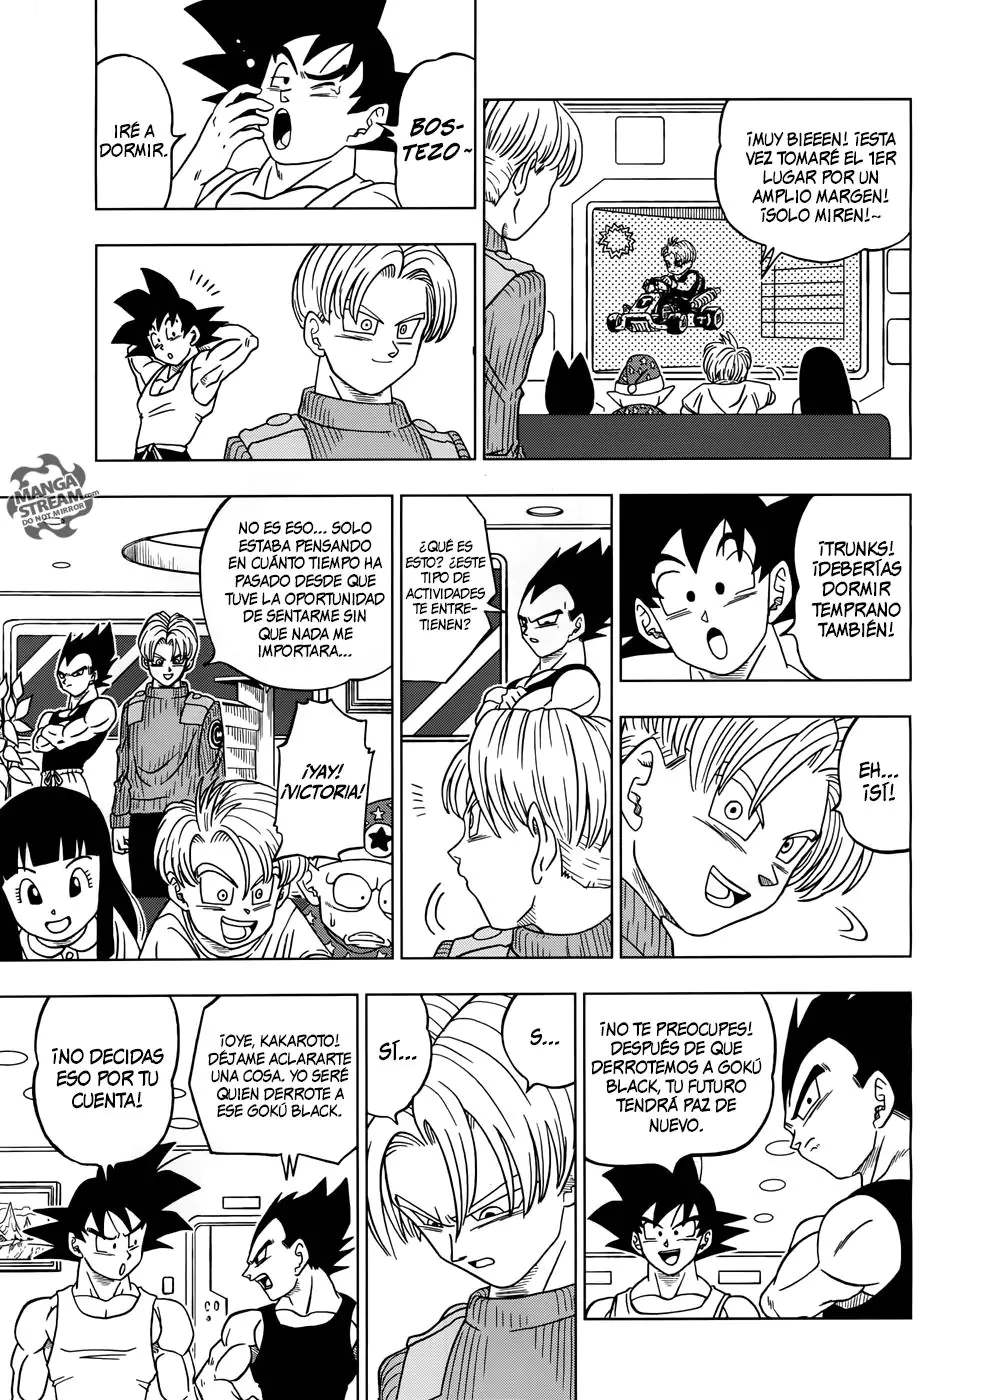 ¡MUY BIEEEN! ¡ESTA
VEZ TOMARÉ EL 1ER
LUGAR POR UN
AMPLIO MARGEN!
¡SOLO MIREN!~
BOS-
TEZO~
IRÉ A
DORMIR.
MANGA
STREAM.com
DO NOT MIRROR!
¡TRUNKS!
¡DEBERÍAS
DORMIR
TEMPRANO
TAMBIÉN!
EH...
¡SÍ!
¿QUÉ ES
ESTO? ¿ESTE
TIPO DE
ACTIVIDADES
TE ENTRE-
TIENEN?
NO ES ESO... SOLO
ESTABA PENSANDO
EN CUÁNTO TIEMPO HA
PASADO DESDE QUE
TUVE LA OPORTUNIDAD
DE SENTARME SIN
QUE NADA ME
IMPORTARA...
¡YAY!
¡VICTORIA!
¡NO TE PREOCUPES!
DESPUÉS DE QUE
DERROTEMOS A GOKÚ
BLACK, TU FUTURO
TENDRÁ PAZ DE
NUEVO.
S...
SÍ...
¡OYE, KAKAROTO!
DÉJAME ACLARARTE
UNA COSA. YO SERÉ
QUIEN DERROTE A
ESE GOKÚ BLACK.
¡NO DECIDAS
ESO POR TU
CUENTA!